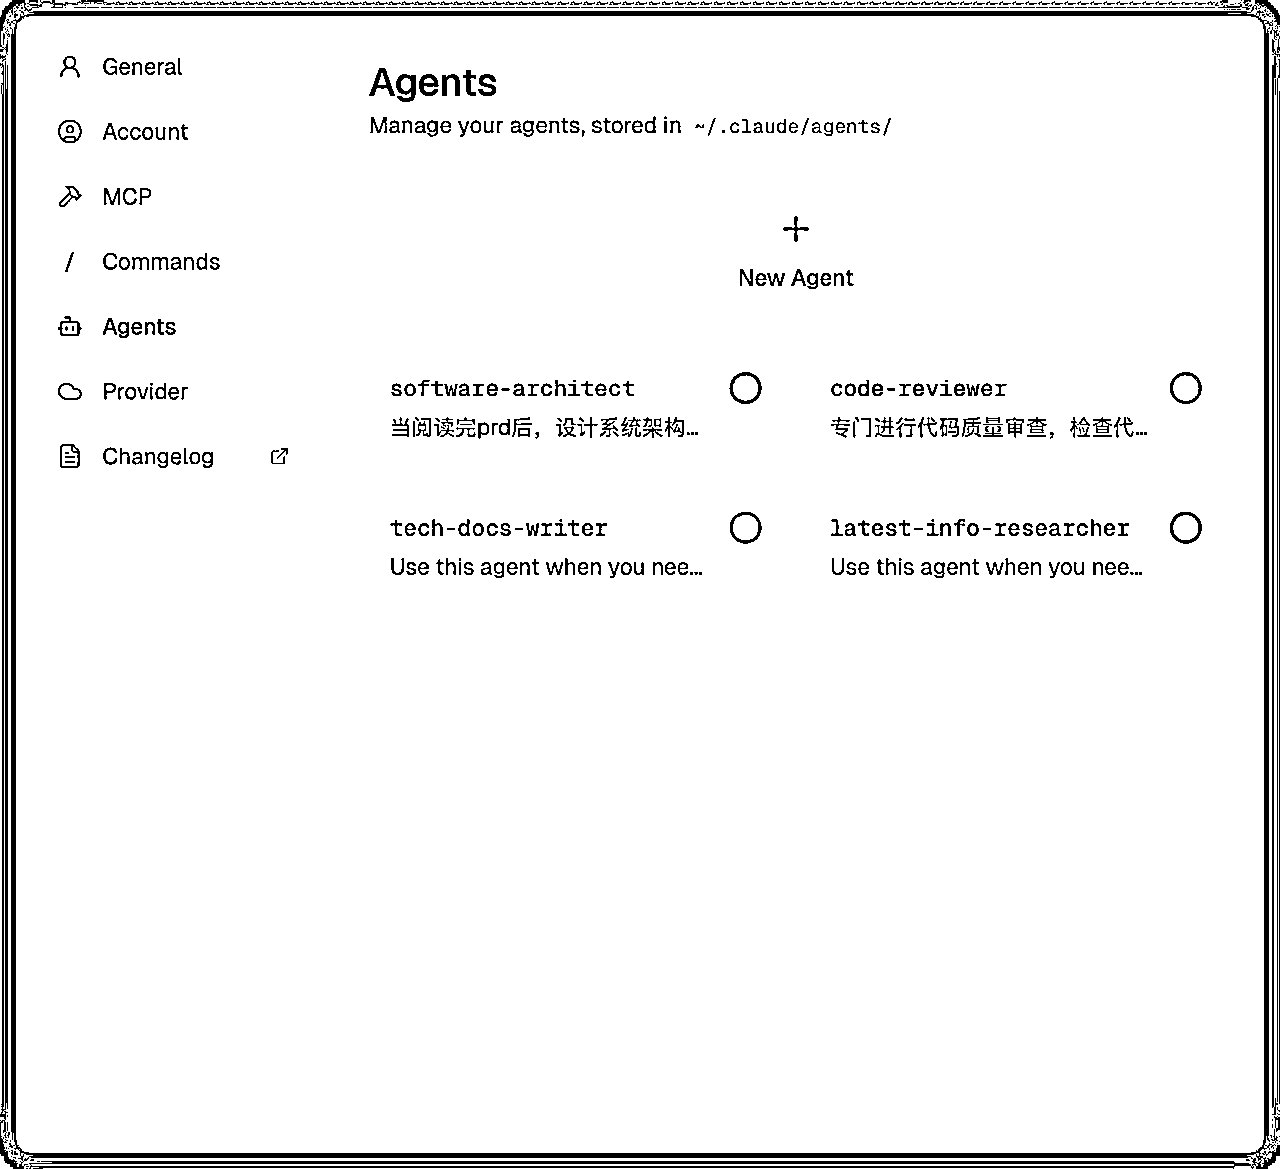 General
Account
MCP
Commands
Agents
Provider
Changelog
Agents
Manage your agents, stored in ~/.claude/agents/
New Agent
software-architect
当阅读完prd后，设计系统架构...
code-reviewer
专门进行代码质量审查，检查代...
tech-docs-writer
Use this agent when you nee...
latest-info-researcher
Use this agent when you nee...